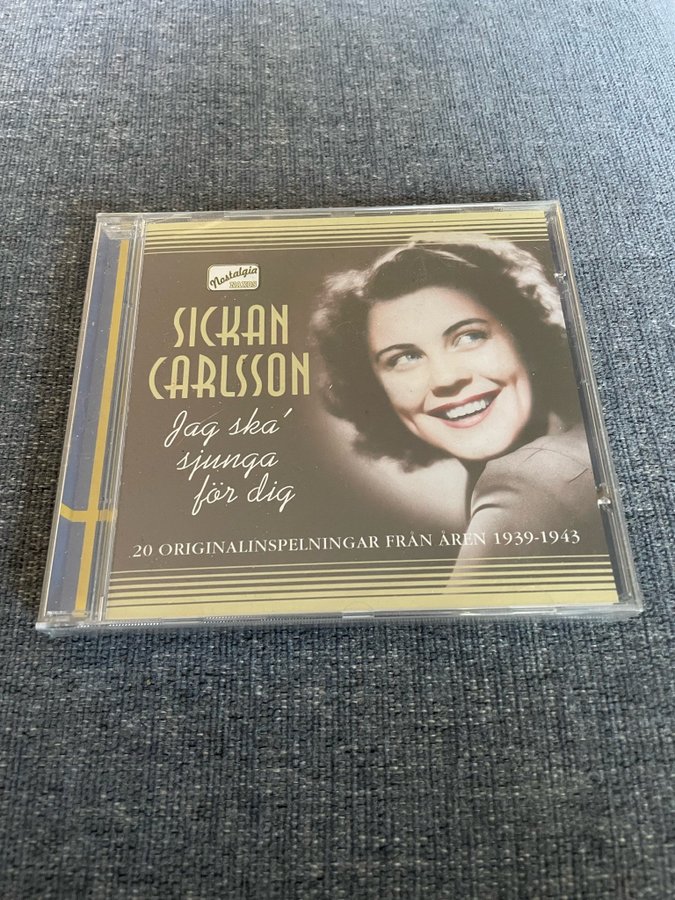 Nostalgia
NAXOS
SICKAN
CARLSSON
Jag ska'
sjunga
för dig
20 ORIGINALINSPELNINGAR FRÅN ÅREN 1939-1943